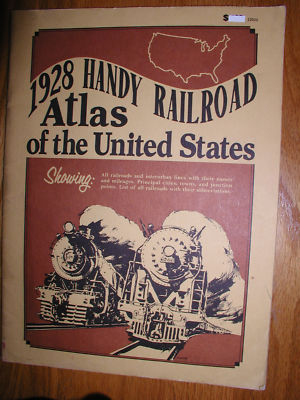 $
1928 HANDY RAILROAD
Atlas
of the United States
Showing:
All railroads and interurban lines with their names
and mileages. Principal cities, towns, and junction
points. List of all railroads with their abbreviations.